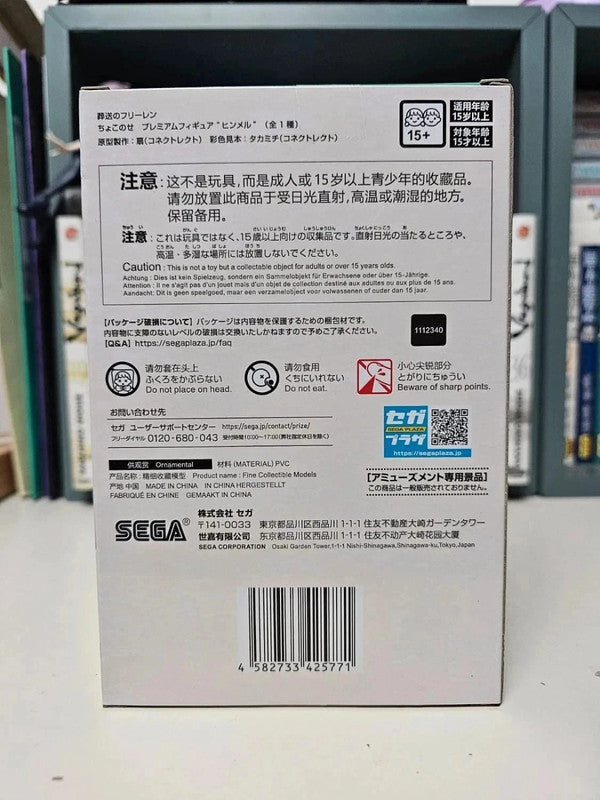 葬送のフリーレン
ちょこのせ プレミアムフィギュア"ヒンメル" （全1種）
原型製作：扇(コネクトレクト) 彩色見本：タカミチ(コネクトレクト)
15+
适用年龄
15岁以上
対象年齢
15才以上
注意：这不是玩具,而是成人或15岁以上青少年的收藏品。
请勿放置此商品于受日光直射,高温或潮湿的地方。
保留备用。
注意：これは玩具ではなく、15歳以上向けの収集品です。直射日光の当たるところや、
高温・多湿な場所には放置しないでください。
Caution : This is not a toy but a collectable object for adults or over 15 years olds.
Achtung : Dies ist kein Spielzeug, sondern ein Sammelobjekt für Erwachsene oder über 15-Jährige.
Attention : il ne s'agit pas d'un jouet mais d'un objet de collection destiné aux adultes ou aux plus de 15 ans.
Aandacht: Dit is geen speelgoed, maar een verzamelobject voor volwassenen of ouder dan 15 jaar.
【パッケージ破損について】パッケージは内容物を保護するための梱包材です。
内容物に支障のないレベルの破損は交換いたしかねますので予めご了承ください。
【Q&A】https://segaplaza.jp/faq
1112340
请勿套在头上
ふくろをかぶらない
Do not place on head.
请勿食用
くちにいれない
Do not eat.
小心尖锐部分
とがりにちゅうい
Beware of sharp points.
お問い合わせ先
セガ ユーザーサポートセンター https://sega.jp/contact/prize/
フリーダイヤル 0120-680-043 受付時間10:00～17:00(弊社指定休日を除く)
セガ
SEGA PLAZA
プラザ
https://segaplaza.jp
供观赏 Ornamental 材料 (MATERIAL) PVC
产品名称：精细收藏模型 Product name : Fine Collectible Models
产地 中国 MADE IN CHINA IN CHINA HERGESTELLT
FABRIQUÉ EN CHINE GEMAAKT IN CHINA
【アミューズメント専用景品】
この商品は一般販売されておりません。
SEGA®
株式会社 セガ
〒141-0033 東京都品川区西品川1-1-1 住友不動産大崎ガーデンタワー
世嘉有限公司 东京都品川区西品川1-1-1 住友不动产大崎花园大厦
SEGA CORPORATION Osaki Garden Tower,1-1-1 Nishi-Shinagawa,Shinagawa-ku,Tokyo,Japan
4 582733 425771